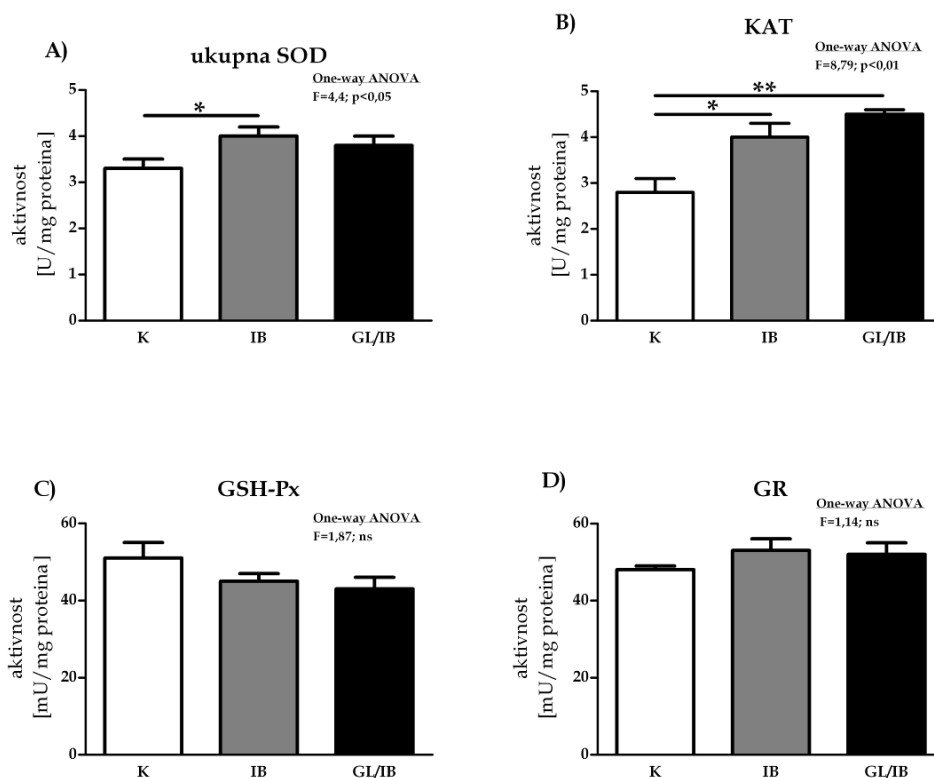 A)
ukupna SOD
One-way ANOVA
F=4,4; p<0,05
*
5
4
3
2
1
0
aktivnost
[U/mg proteina]
K IB GL/IB
B)
KAT
One-way ANOVA
F=8,79; p<0,01
**
*
5
4
3
2
1
0
aktivnost
[U/mg proteina]
K IB GL/IB
C)
GSH-Px
One-way ANOVA
F=1,87; ns
60
40
20
0
aktivnost
[mU/mg proteina]
K IB GL/IB
D)
GR
One-way ANOVA
F=1,14; ns
60
40
20
0
aktivnost
[mU/mg proteina]
K IB GL/IB